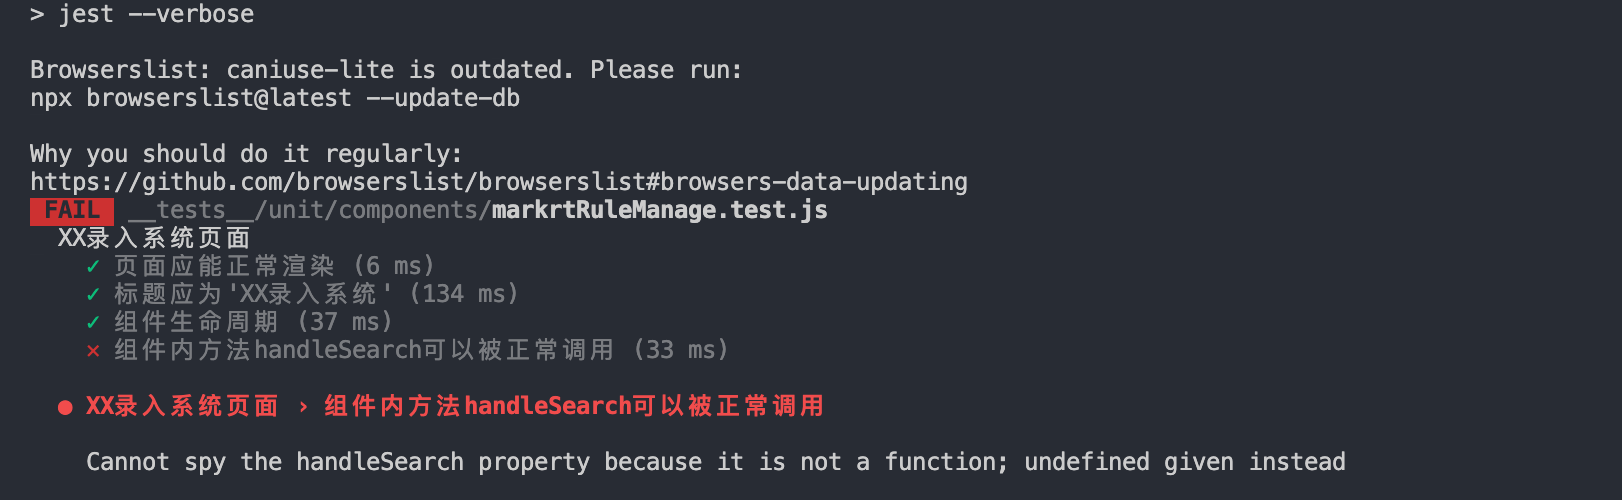 > jest --verbose
Browserslist: caniuse-lite is outdated. Please run:
npx browserslist@latest --update-db
Why you should do it regularly:
https://github.com/browserslist/browserslist#browsers-data-updating
FAIL __tests__/unit/components/markrtRuleManage.test.js
XX录入系统页面
✓ 页面应能正常渲染 (6 ms)
✓ 标题应为'XX录入系统' (134 ms)
✓ 组件生命周期 (37 ms)
✕ 组件内方法handleSearch可以被正常调用 (33 ms)
● XX录入系统页面 › 组件内方法handleSearch可以被正常调用
Cannot spy the handleSearch property because it is not a function; undefined given instead